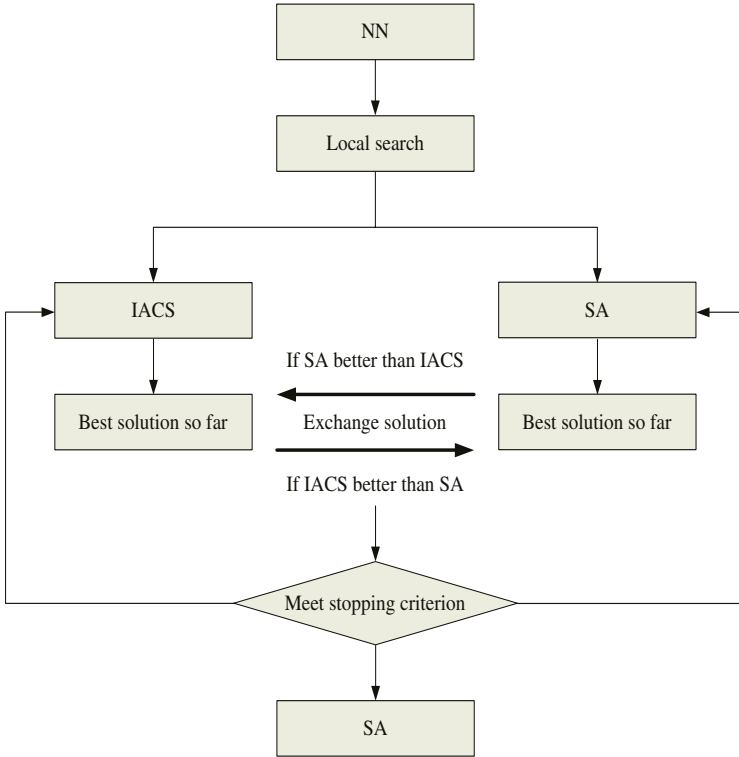 NN
Local search
IACS
SA
If SA better than IACS
Best solution so far
Exchange solution
Best solution so far
If IACS better than SA
Meet stopping criterion
SA